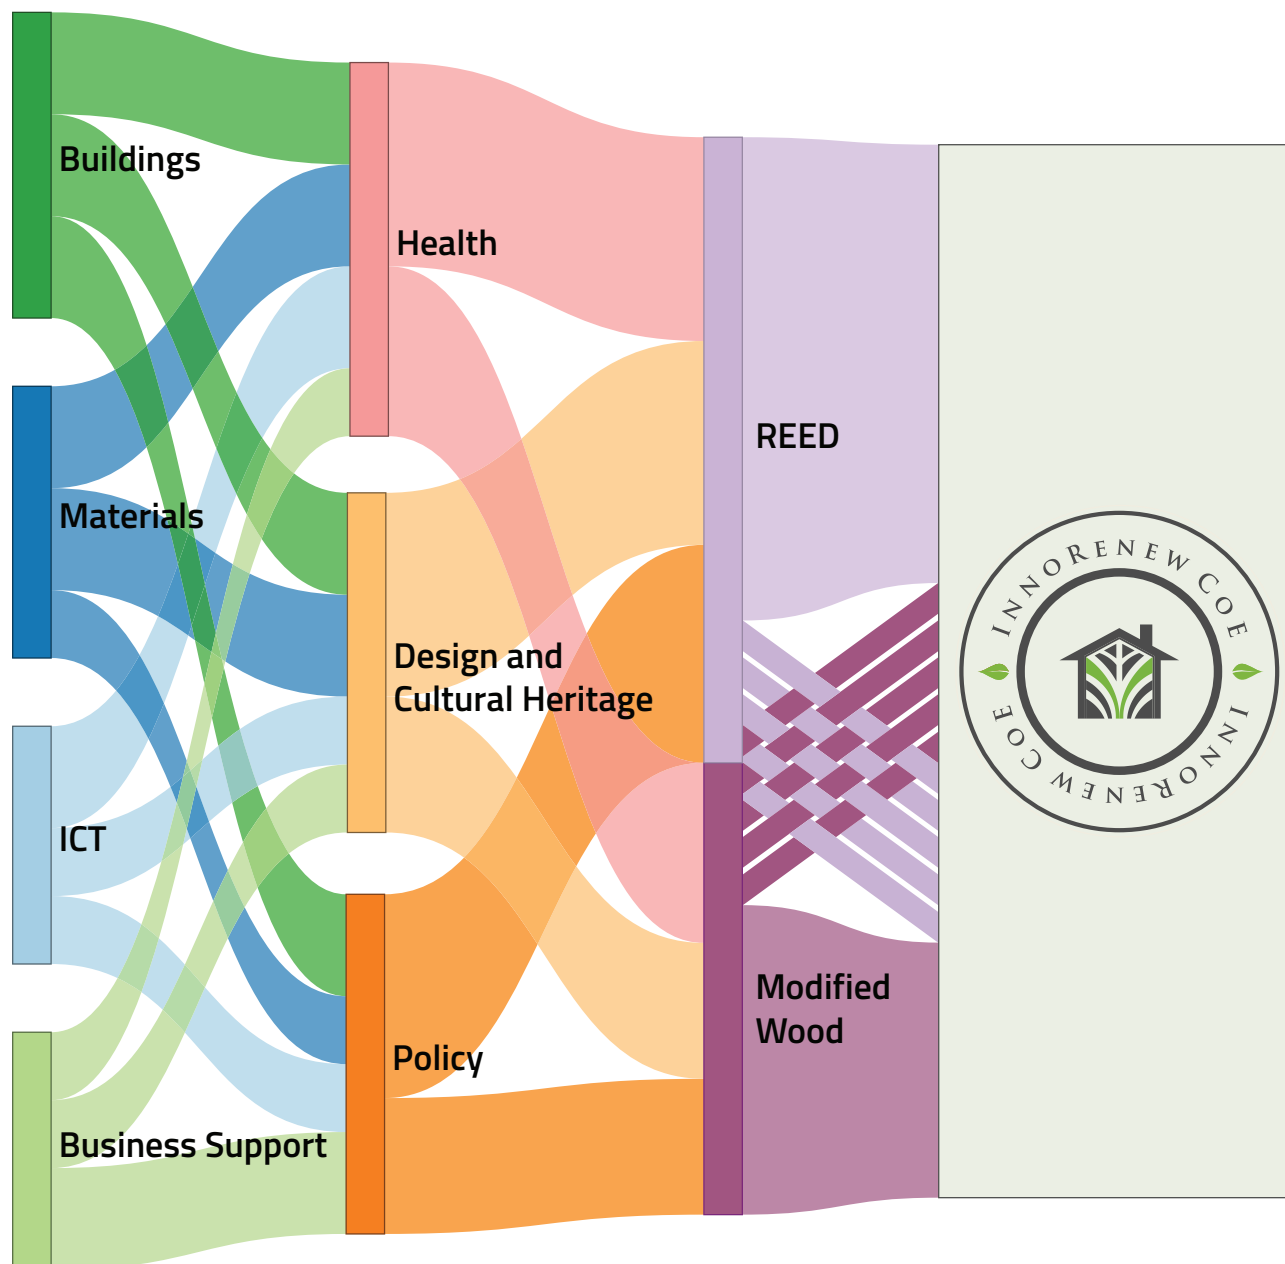 Buildings
Health
REED
Materials
Design and
Cultural Heritage
ICT
Modified
Wood
Policy
Business Support
INNORENEW COE
INNORENEW COE